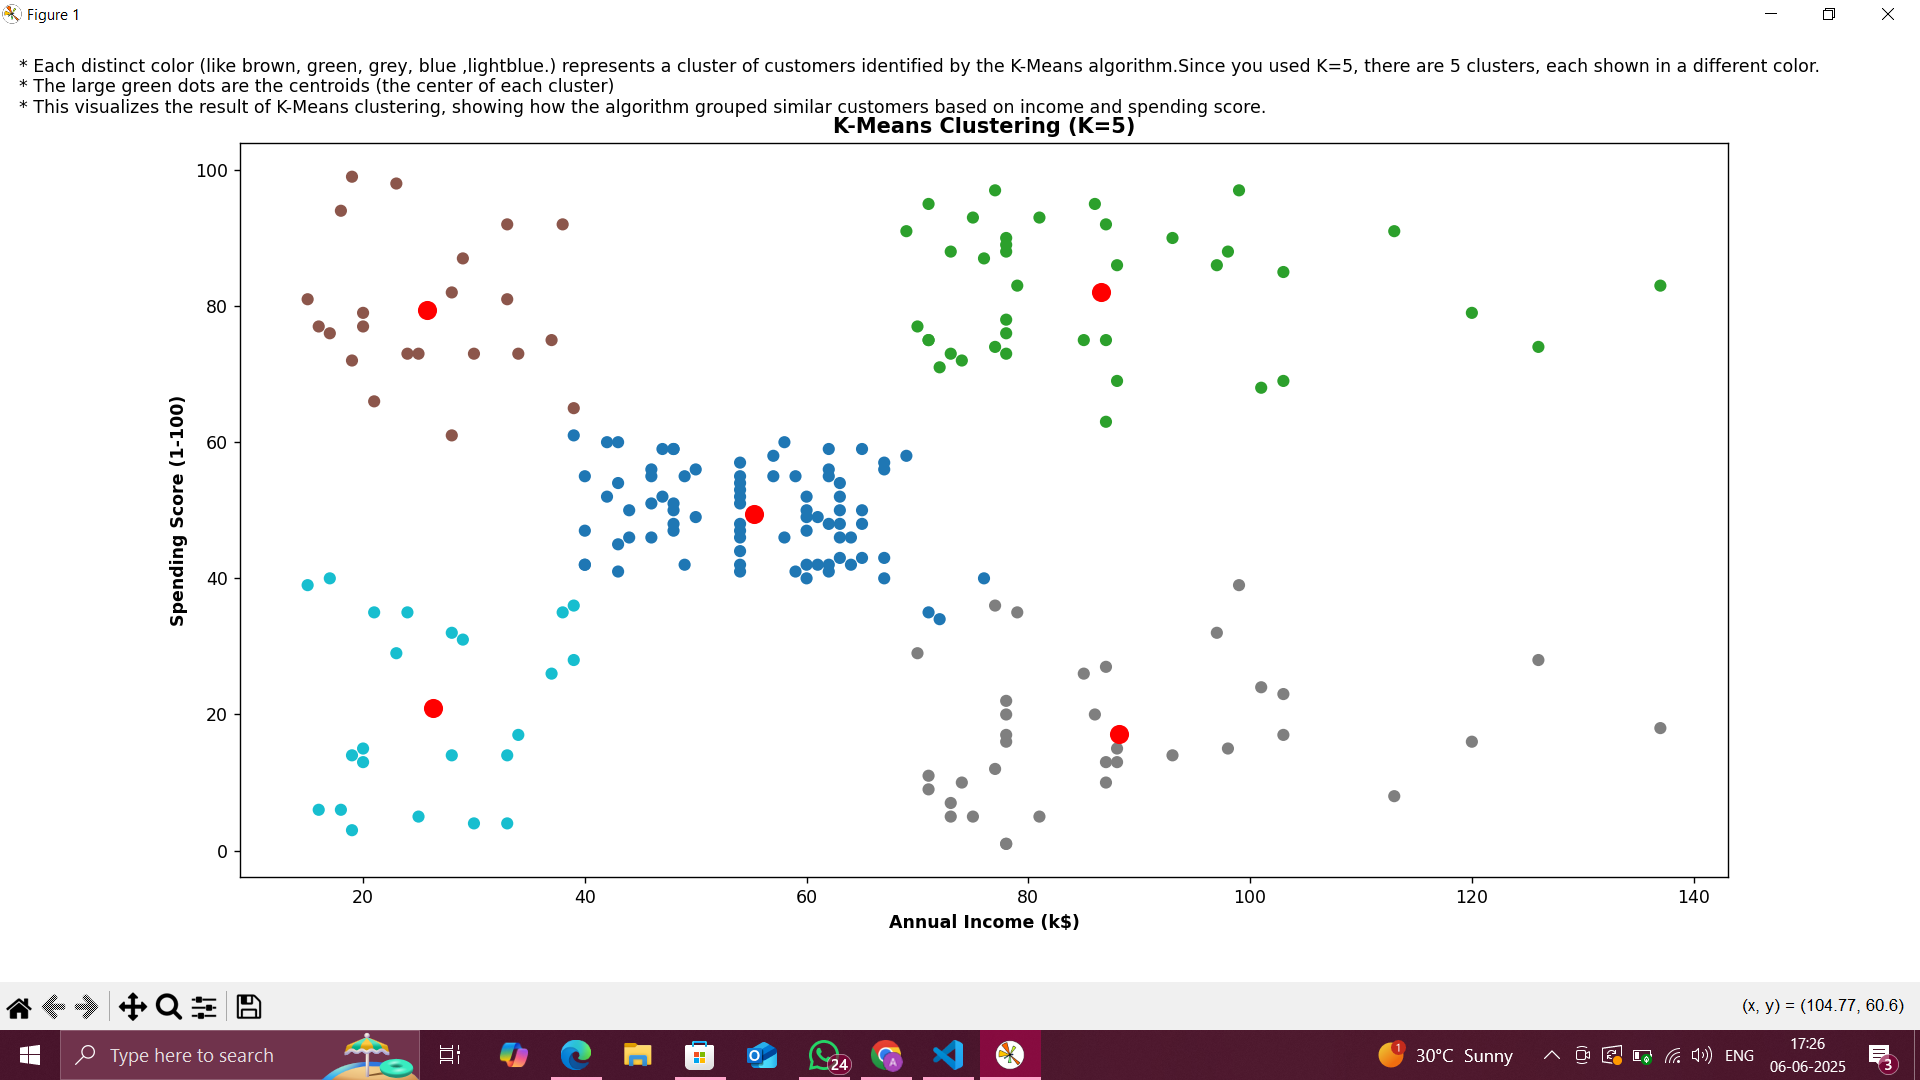 Figure 1
* Each distinct color (like brown, green, grey, blue ,lightblue.) represents a cluster of customers identified by the K-Means algorithm.Since you used K=5, there are 5 clusters, each shown in a different color.
* The large green dots are the centroids (the center of each cluster)
* This visualizes the result of K-Means clustering, showing how the algorithm grouped similar customers based on income and spending score.
K-Means Clustering (K=5)
100
80
60
40
20
0
Spending Score (1-100)
20 40 60 80 100 120 140
Annual Income (k$)
(x, y) = (104.77, 60.6)
Type here to search
24
A
1
30°C Sunny
ENG
17:26
06-06-2025
3